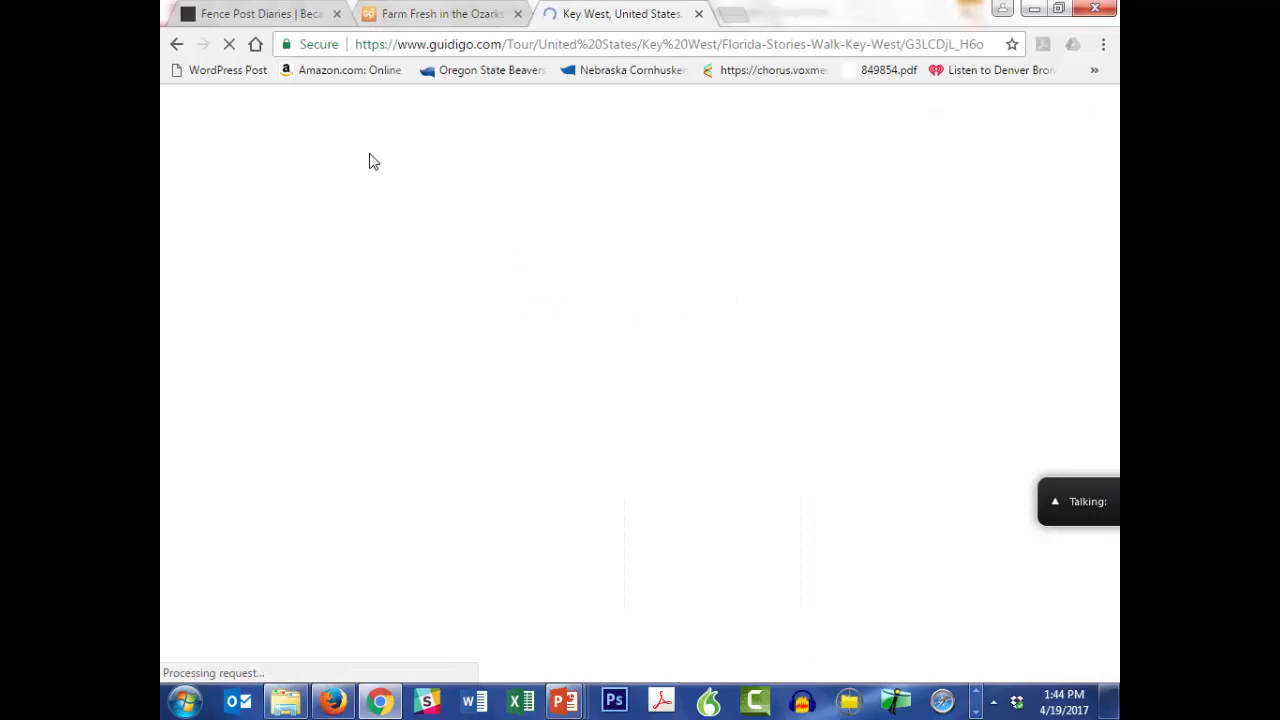 Fence Post Diaries | Beca
Farm Fresh in the Ozarks
Key West, United States.
Secure
https://www.guidigo.com/Tour/United%20States/Key%20West/Florida-Stories-Walk-Key-West/G3LCDjL_H6o
WordPress Post
Amazon.com: Online
Oregon State Beavers
Nebraska Cornhusker
https://chorus.voxme
849854.pdf
Listen to Denver Bron
Talking:
Processing request...
1:44 PM
4/19/2017